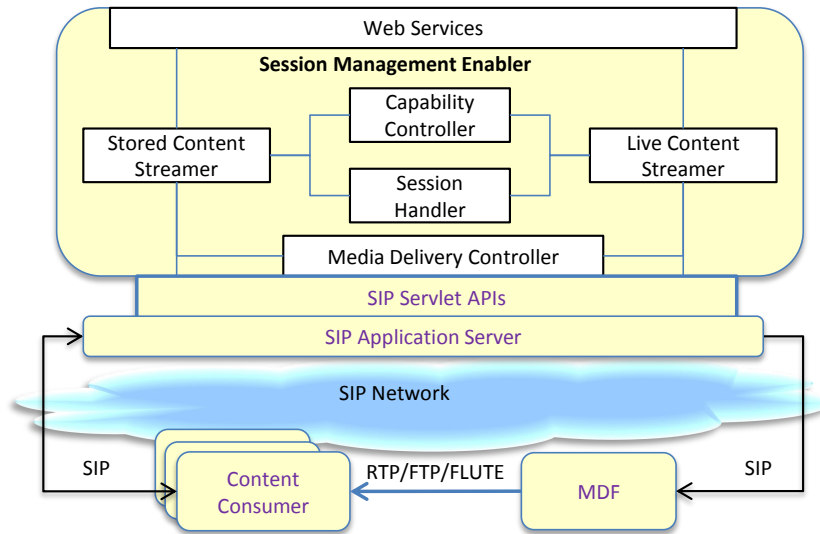 Web Services
Session Management Enabler
Capability
Controller
Stored Content
Streamer
Live Content
Streamer
Session
Handler
Media Delivery Controller
SIP Servlet APIs
SIP Application Server
SIP Network
SIP
Content
Consumer
RTP/FTP/FLUTE
MDF
SIP